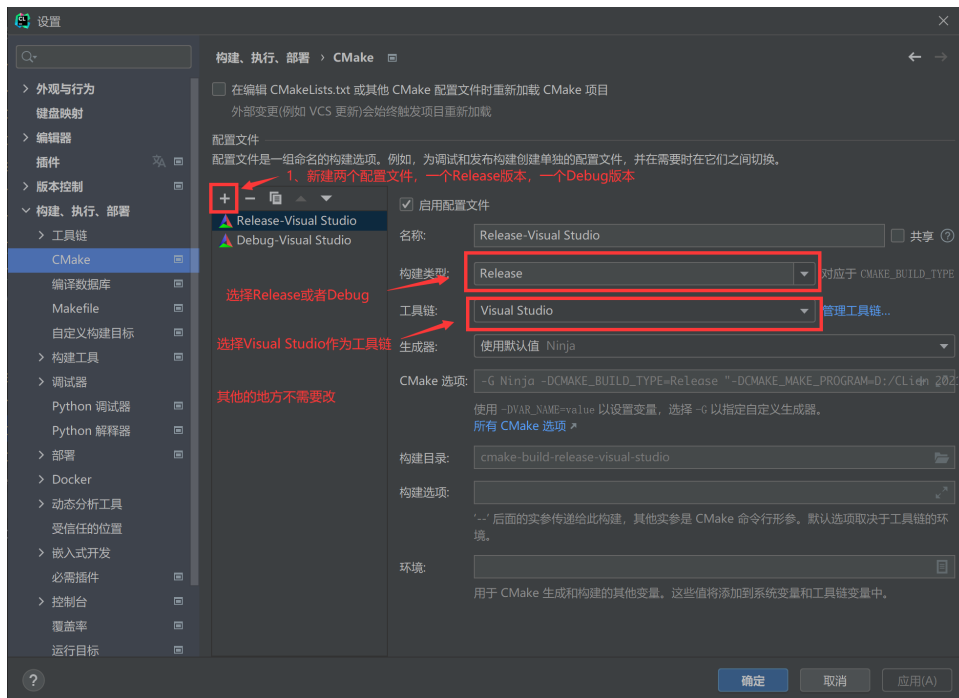 设置
构建、执行、部署 › CMake
在编辑 CMakeLists.txt 或其他 CMake 配置文件时重新加载 CMake 项目
外部变更(例如 VCS 更新)会始终触发项目重新加载
外观与行为
键盘映射
编辑器
插件
版本控制
构建、执行、部署
工具链
CMake
编译数据库
Makefile
自定义构建目标
构建工具
调试器
Python 调试器
Python 解释器
部署
Docker
动态分析工具
受信任的位置
嵌入式开发
必需插件
控制台
覆盖率
运行目标
配置文件
配置文件是一组命名的构建选项。例如，为调试和发布构建创建单独的配置文件，并在需要时在它们之间切换。
1、新建两个配置文件，一个Release版本，一个Debug版本
Release-Visual Studio
Debug-Visual Studio
选择Release或者Debug
选择Visual Studio作为工具链
其他的地方不需要改
启用配置文件
名称: Release-Visual Studio 共享
构建类型: Release 对应于 CMAKE_BUILD_TYPE
工具链: Visual Studio 管理工具链...
生成器: 使用默认值 Ninja
CMake 选项: -G Ninja -DCMAKE_BUILD_TYPE=Release "-DCMAKE_MAKE_PROGRAM=D:/CLion 202
使用 -DVAR_NAME=value 以设置变量，选择 -G 以指定自定义生成器。
所有 CMake 选项
构建目录: cmake-build-release-visual-studio
构建选项:
'--' 后面的实参传递给此构建，其他实参是 CMake 命令行形参。默认选项取决于工具链的环
境。
环境:
用于 CMake 生成和构建的其他变量。这些值将添加到系统变量和工具链变量中。
?
确定 取消 应用(A)